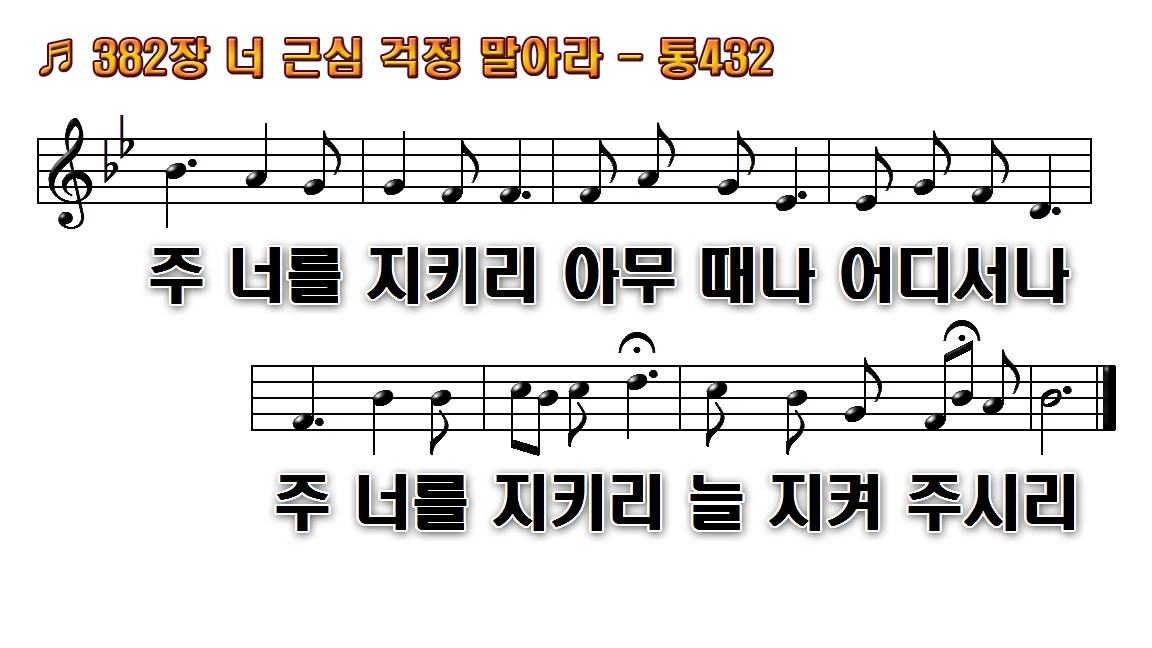 ♬ 382장 너 근심 걱정 말아라 - 통432
주 너를 지키리 아무 때나 어디서나
주 너를 지키리 늘 지켜 주시리